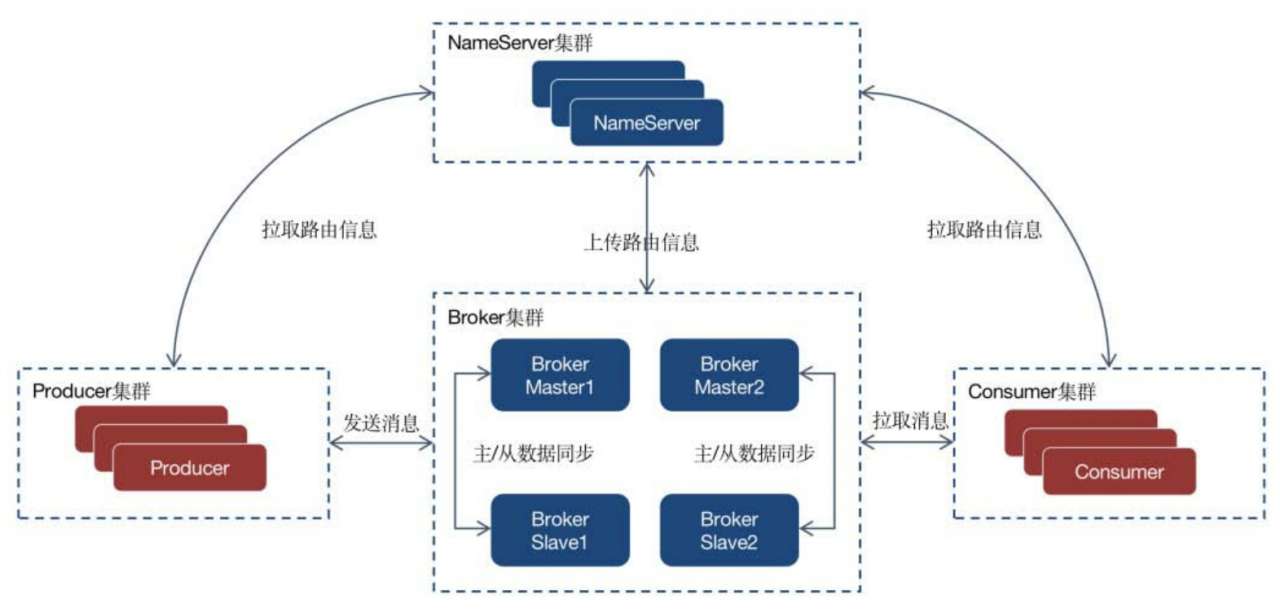 NameServer集群
NameServer
拉取路由信息
上传路由信息
拉取路由信息
Broker集群
Broker
Master1
Broker
Master2
Producer集群
Producer
发送消息
主/从数据同步
主/从数据同步
拉取消息
Consumer集群
Consumer
Broker
Slave1
Broker
Slave2